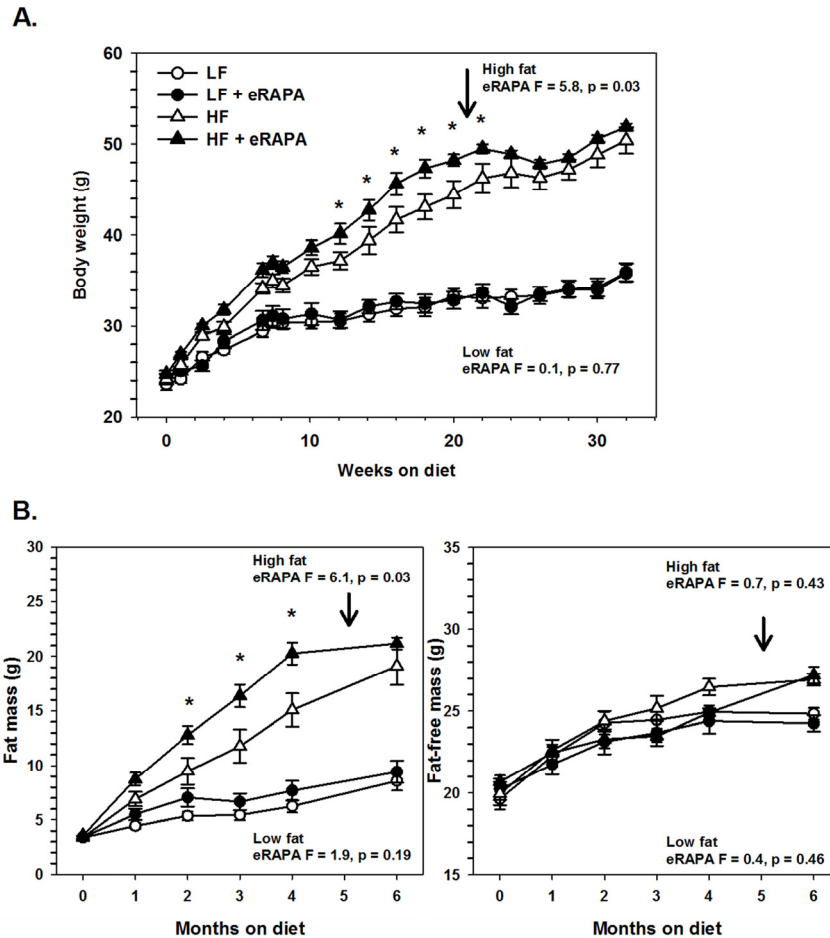 A.
60
50
40
30
20
Body weight (g)
LF
LF + eRAPA
HF
HF + eRAPA
* * * * * *
High fat
eRAPA F = 5.8, p = 0.03
Low fat
eRAPA F = 0.1, p = 0.77
0 10 20 30
Weeks on diet
B.
30
25
20
15
10
5
0
Fat mass (g)
High fat
eRAPA F = 6.1, p = 0.03
* * *
Low fat
eRAPA F = 1.9, p = 0.19
0 1 2 3 4 5 6
Months on diet
35
30
25
20
15
Fat-free mass (g)
High fat
eRAPA F = 0.7, p = 0.43
Low fat
eRAPA F = 0.4, p = 0.46
0 1 2 3 4 5 6
Months on diet